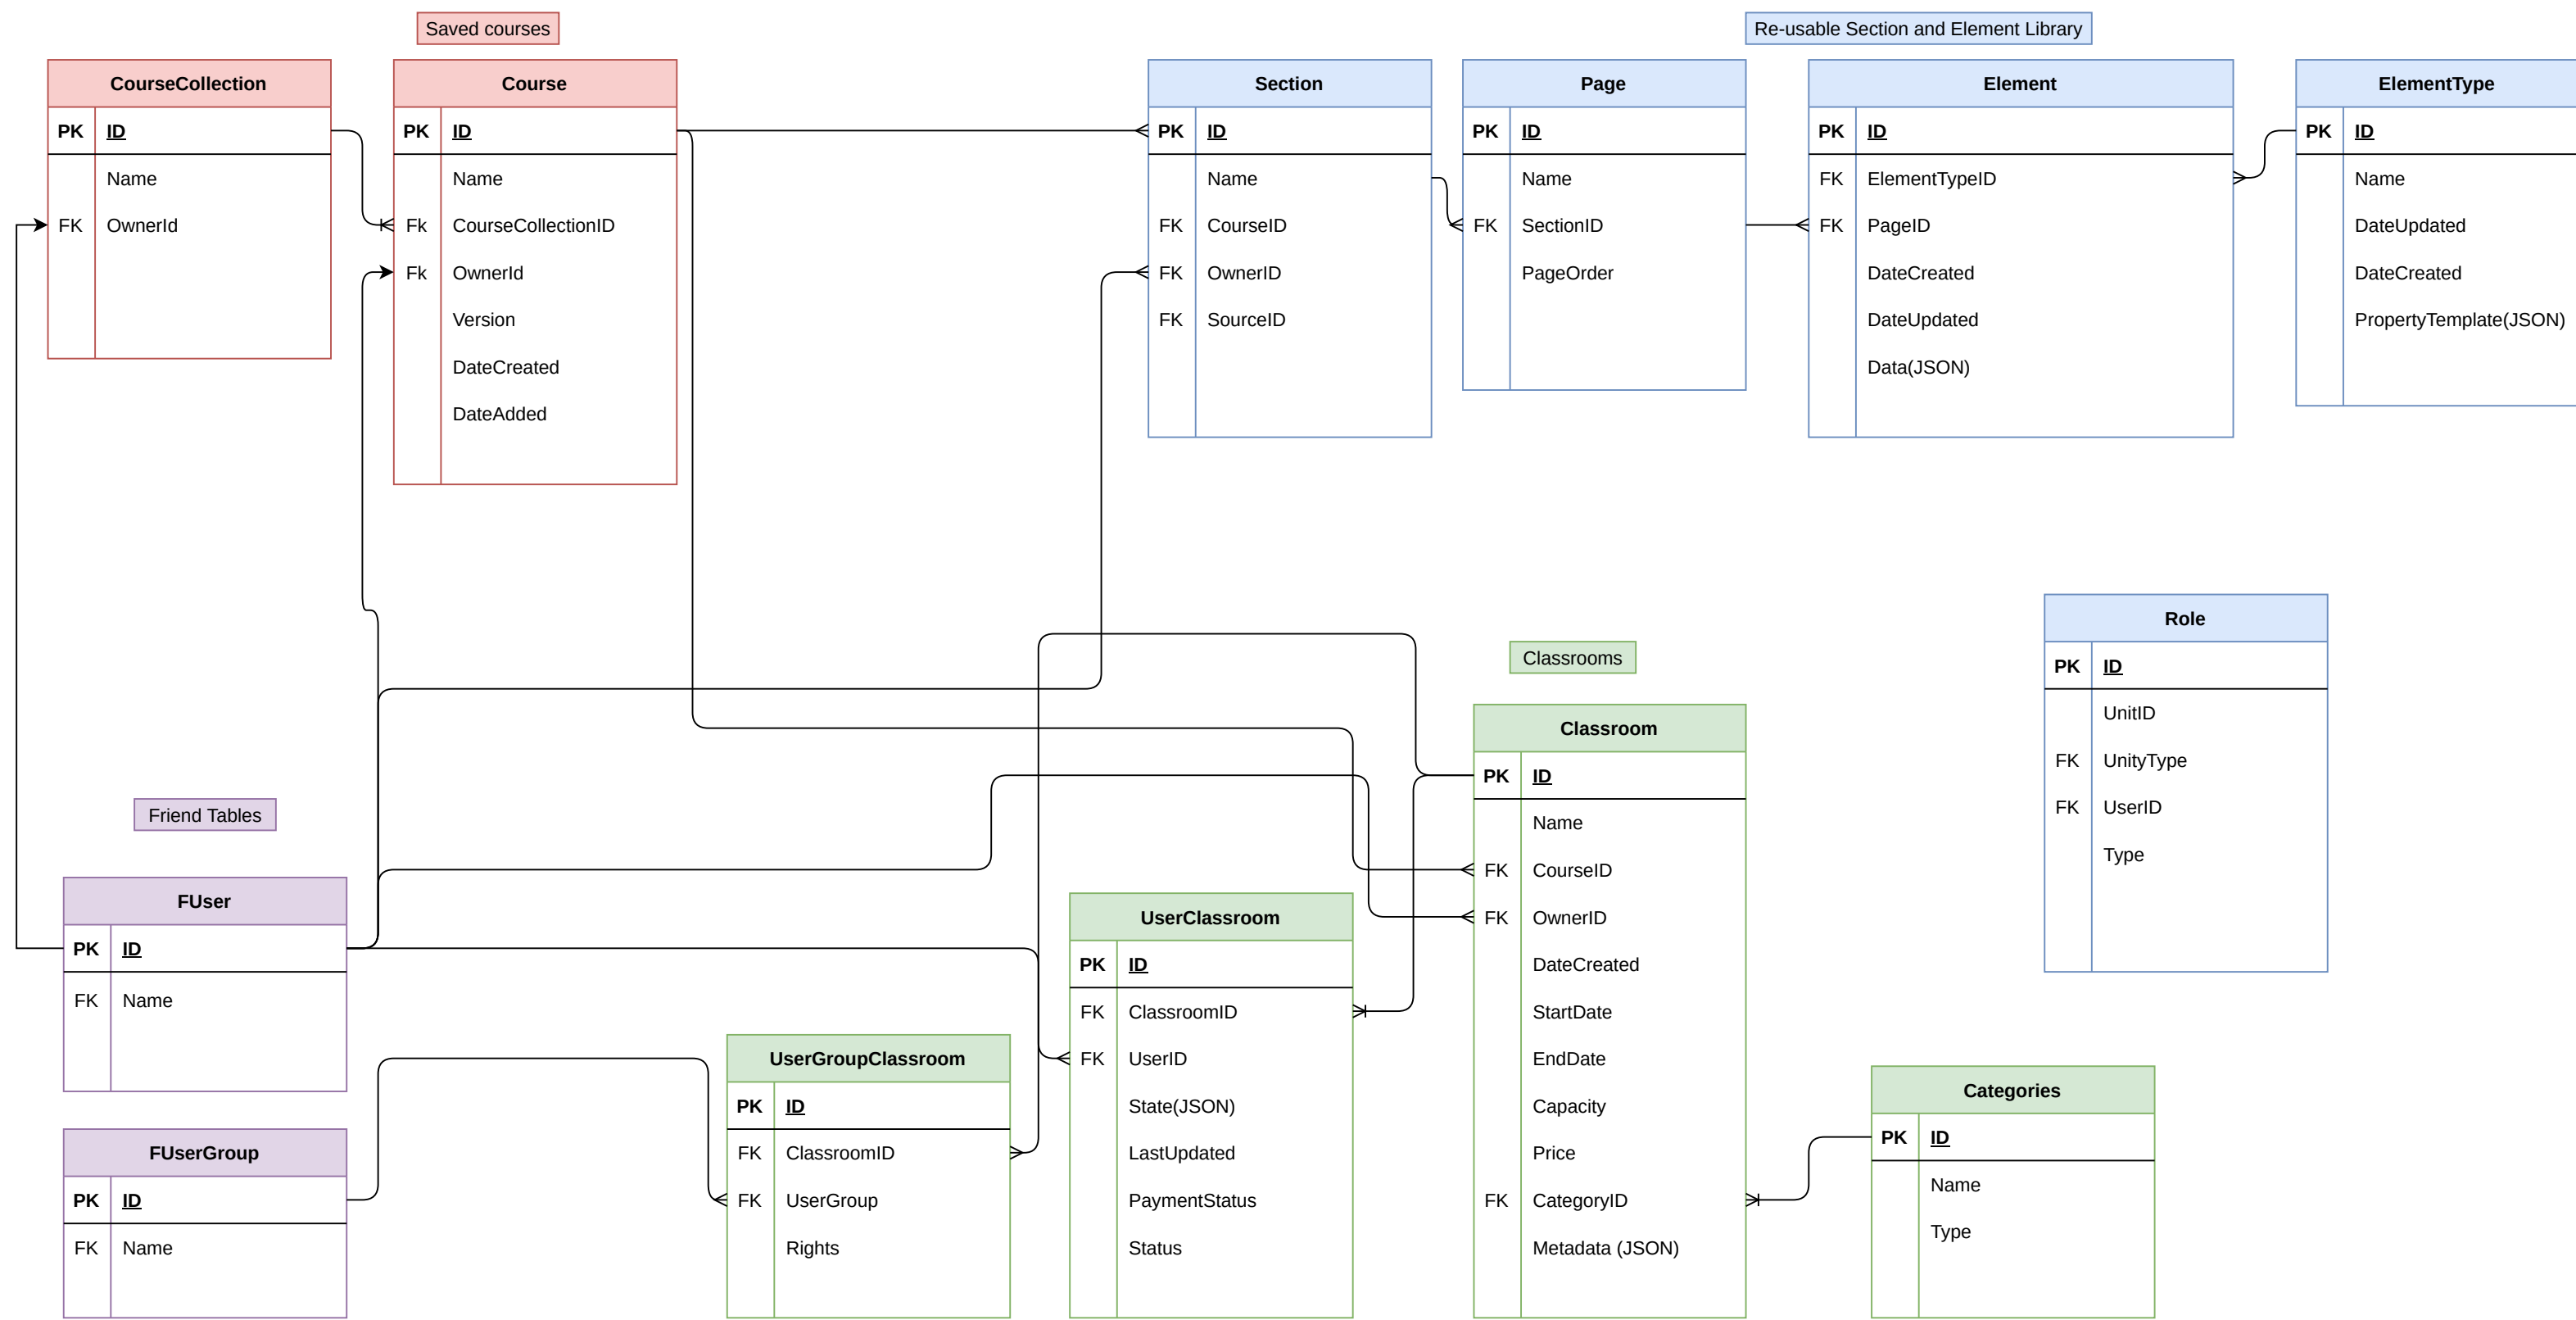 Saved courses
Re-usable Section and Element Library
CourseCollection
PK ID
Name
FK OwnerId
Course
PK ID
Name
Fk CourseCollectionID
Fk OwnerId
Version
DateCreated
DateAdded
Section
PK ID
Name
FK CourseID
FK OwnerID
FK SourceID
Page
PK ID
Name
FK SectionID
PageOrder
Element
PK ID
FK ElementTypeID
FK PageID
DateCreated
DateUpdated
Data(JSON)
ElementType
PK ID
Name
DateUpdated
DateCreated
PropertyTemplate(JSON)
Role
PK ID
UnitID
FK UnityType
FK UserID
Type
Classrooms
Classroom
PK ID
Name
FK CourseID
FK OwnerID
DateCreated
StartDate
EndDate
Capacity
Price
FK CategoryID
Metadata (JSON)
Friend Tables
FUser
PK ID
FK Name
FUserGroup
PK ID
FK Name
UserGroupClassroom
PK ID
FK ClassroomID
FK UserGroup
Rights
UserClassroom
PK ID
FK ClassroomID
FK UserID
State(JSON)
LastUpdated
PaymentStatus
Status
Categories
PK ID
Name
Type